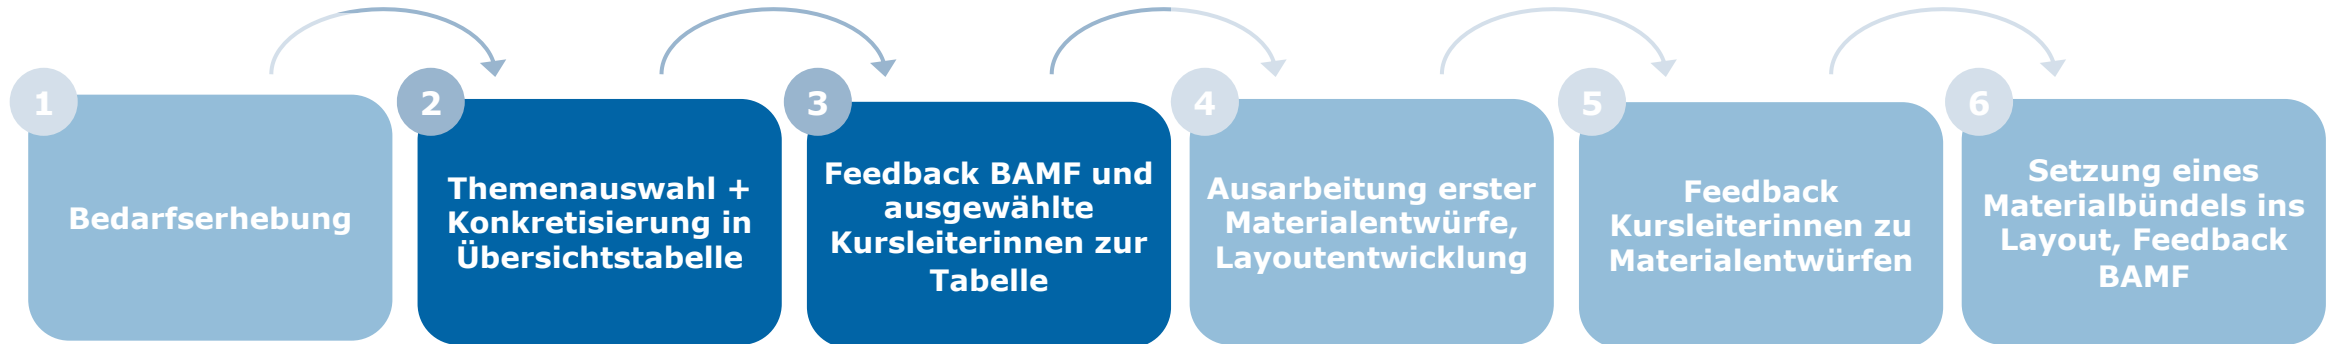 1
Bedarfserhebung
2
Themenauswahl +
Konkretisierung in
Übersichtstabelle
3
Feedback BAMF und
ausgewählte
Kursleiterinnen zur
Tabelle
4
Ausarbeitung erster
Materialentwürfe,
Layoutentwicklung
5
Feedback
Kursleiterinnen zu
Materialentwürfen
6
Setzung eines
Materialbündels ins
Layout, Feedback
BAMF